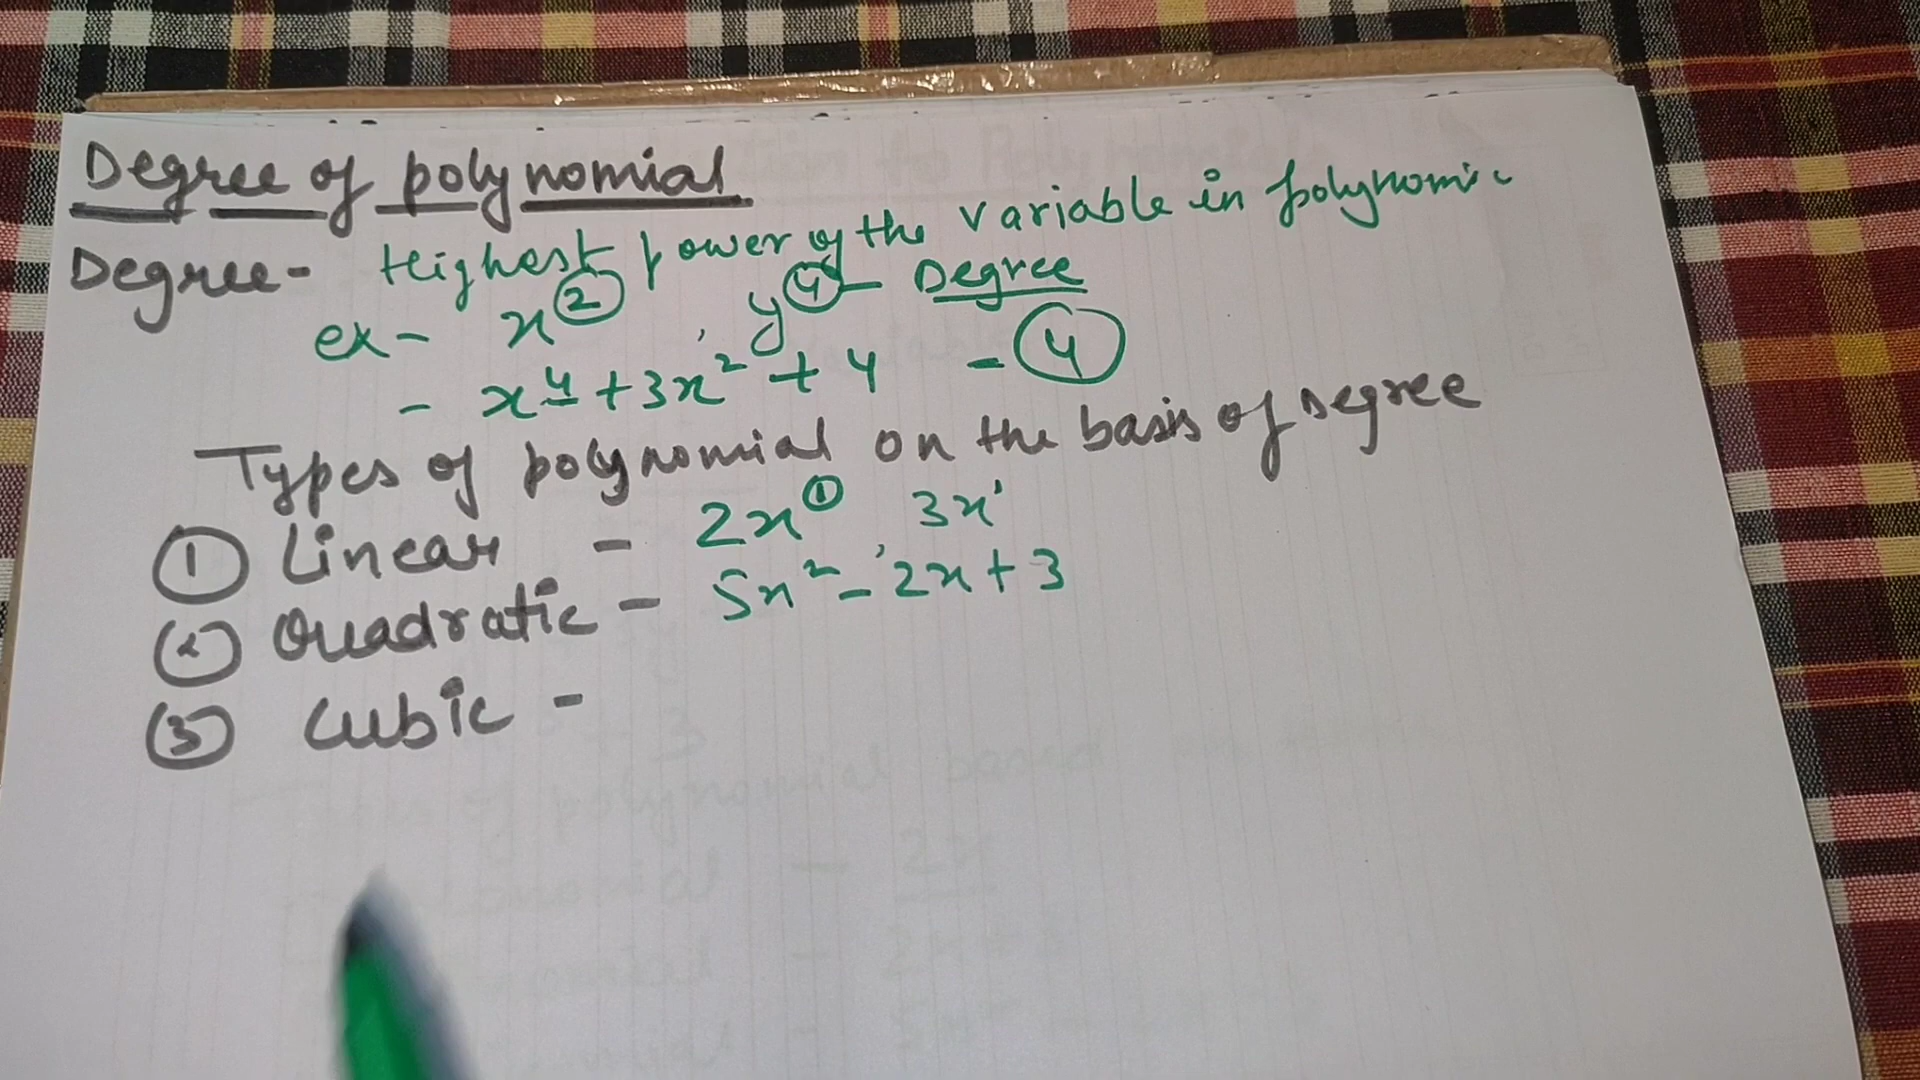 Degree of polynomial
Degree - Highest power of the variable in polynomi
ex - x² , y⁴ - Degree
- x⁴ + 3x² + 4 - 4
Types of polynomial on the basis of Degree
① Linear - 2x¹ , 3x¹
② Quadratic - 5x² - 2x + 3
③ Cubic -